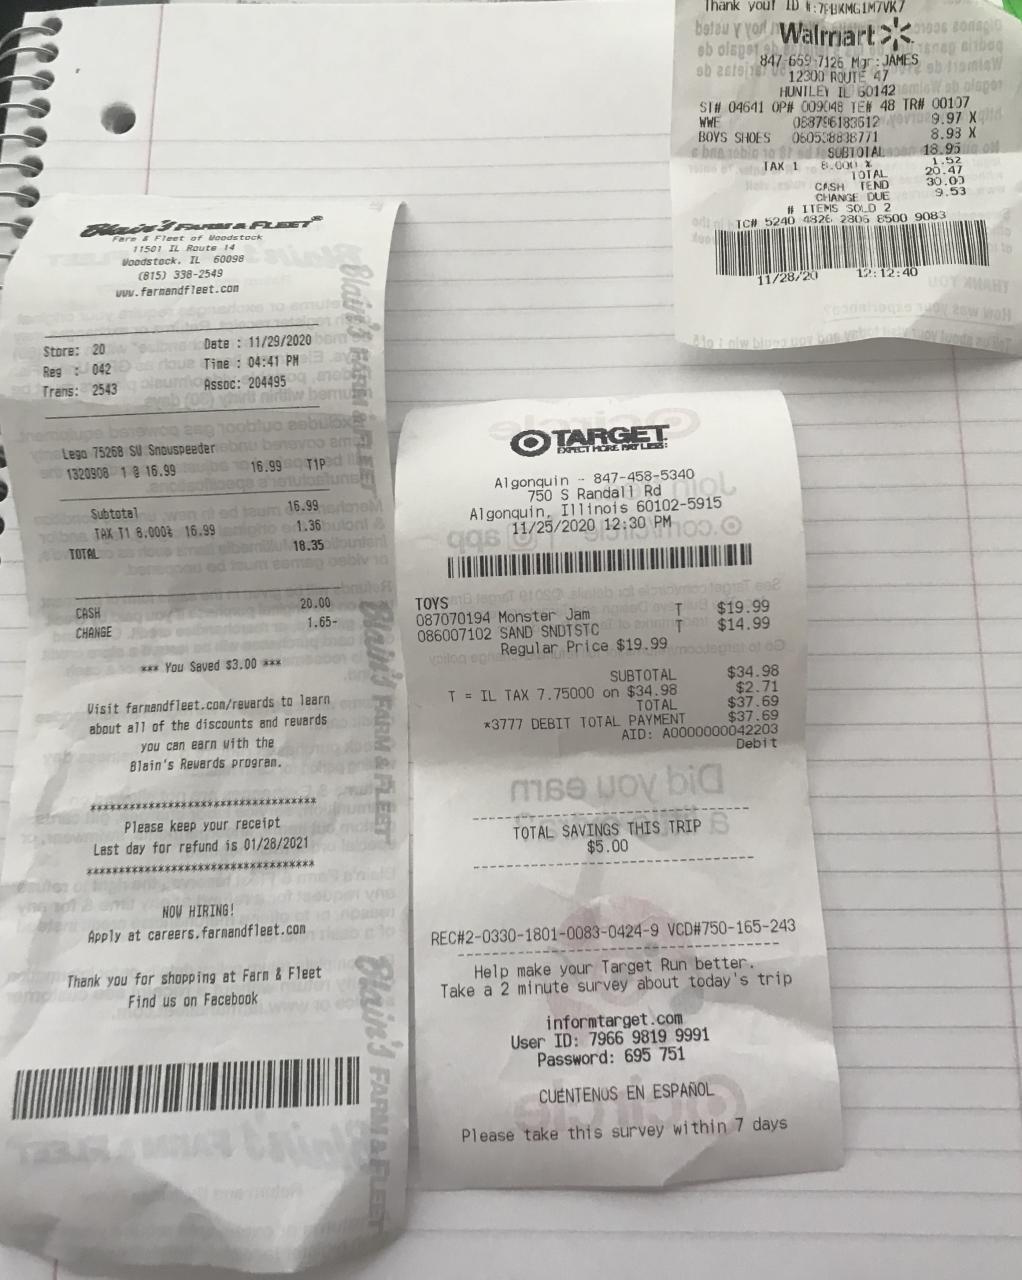 Blain's FARM & FLEET
Farm & Fleet of Woodstock
11501 IL Route 14
Woodstock, IL 60098
(815) 338-2549
www.farmandfleet.com
Store: 20 Date : 11/29/2020
Reg : 042 Time : 04:41 PM
Trans: 2543 Assoc: 204495
Lego 75268 SW Snowspeeder
1320908 1 @ 16.99 16.99 T1P
Subtotal 16.99
TAX T1 8.000% 16.99 1.36
TOTAL 18.35
CASH 20.00
CHANGE 1.65-
*** You Saved $3.00 ***
Visit farmandfleet.com/rewards to learn
about all of the discounts and rewards
you can earn with the
Blain's Rewards program.
***********************************
Please keep your receipt
Last day for refund is 01/28/2021
***********************************
NOW HIRING!
Apply at careers.farmandfleet.com
Thank you for shopping at Farm & Fleet
Find us on Facebook
TARGET
EXPECT MORE. PAY LESS.
Algonquin - 847-458-5340
750 S Randall Rd
Algonquin, Illinois 60102-5915
11/25/2020 12:30 PM
TOYS
087070194 Monster Jam T $19.99
086007102 SAND SNDTSTC T $14.99
Regular Price $19.99
SUBTOTAL $34.98
T = IL TAX 7.75000 on $34.98 $2.71
TOTAL $37.69
*3777 DEBIT TOTAL PAYMENT $37.69
AID: A0000000042203
Debit
TOTAL SAVINGS THIS TRIP
$5.00
REC#2-0330-1801-0083-0424-9 VCD#750-165-243
Help make your Target Run better.
Take a 2 minute survey about today's trip
informtarget.com
User ID: 7966 9819 9991
Password: 695 751
CUÉNTENOS EN ESPAÑOL
Please take this survey within 7 days
Thank you! ID #:7FBKMG1M7VK7
Walmart
847-669-7126 Mgr:JAMES
12300 ROUTE 47
HUNTLEY IL 60142
ST# 04641 OP# 009048 TE# 48 TR# 00107
WWE 088796183612 9.97 X
BOYS SHOES 060538838771 8.98 X
SUBTOTAL 18.95
TAX 1 8.000 % 1.52
TOTAL 20.47
CASH TEND 30.00
CHANGE DUE 9.53
# ITEMS SOLD 2
TC# 5240 4826 2806 8500 9083
11/28/20 12:12:40